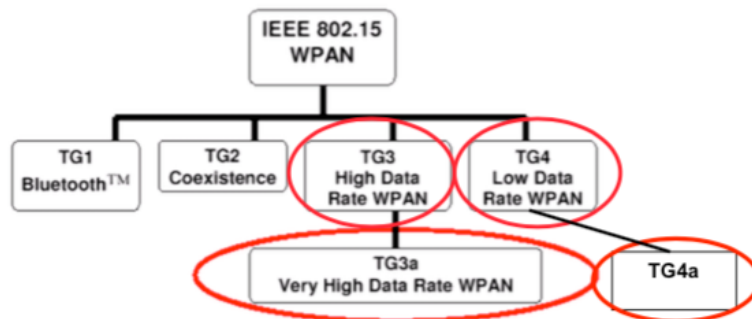 IEEE 802.15
WPAN
TG1
Bluetooth™
TG2
Coexistence
TG3
High Data
Rate WPAN
TG4
Low Data
Rate WPAN
TG3a
Very High Data Rate WPAN
TG4a